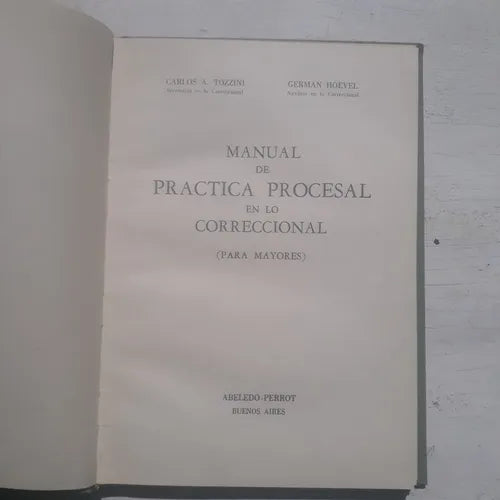 CARLOS A. TOZZINI
GERMAN HOEVEL
Secretario en lo Correccional
Secretario en lo Correccional
MANUAL
DE
PRACTICA PROCESAL
EN LO
CORRECCIONAL
(PARA MAYORES)
ABELEDO-PERROT
BUENOS AIRES